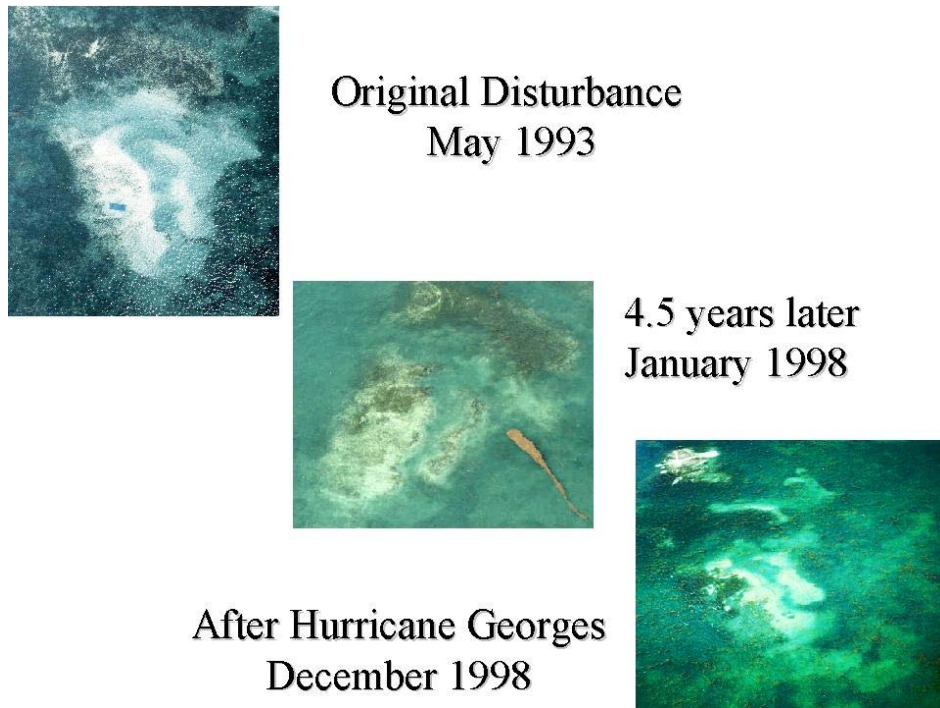 Original Disturbance
May 1993
4.5 years later
January 1998
After Hurricane Georges
December 1998